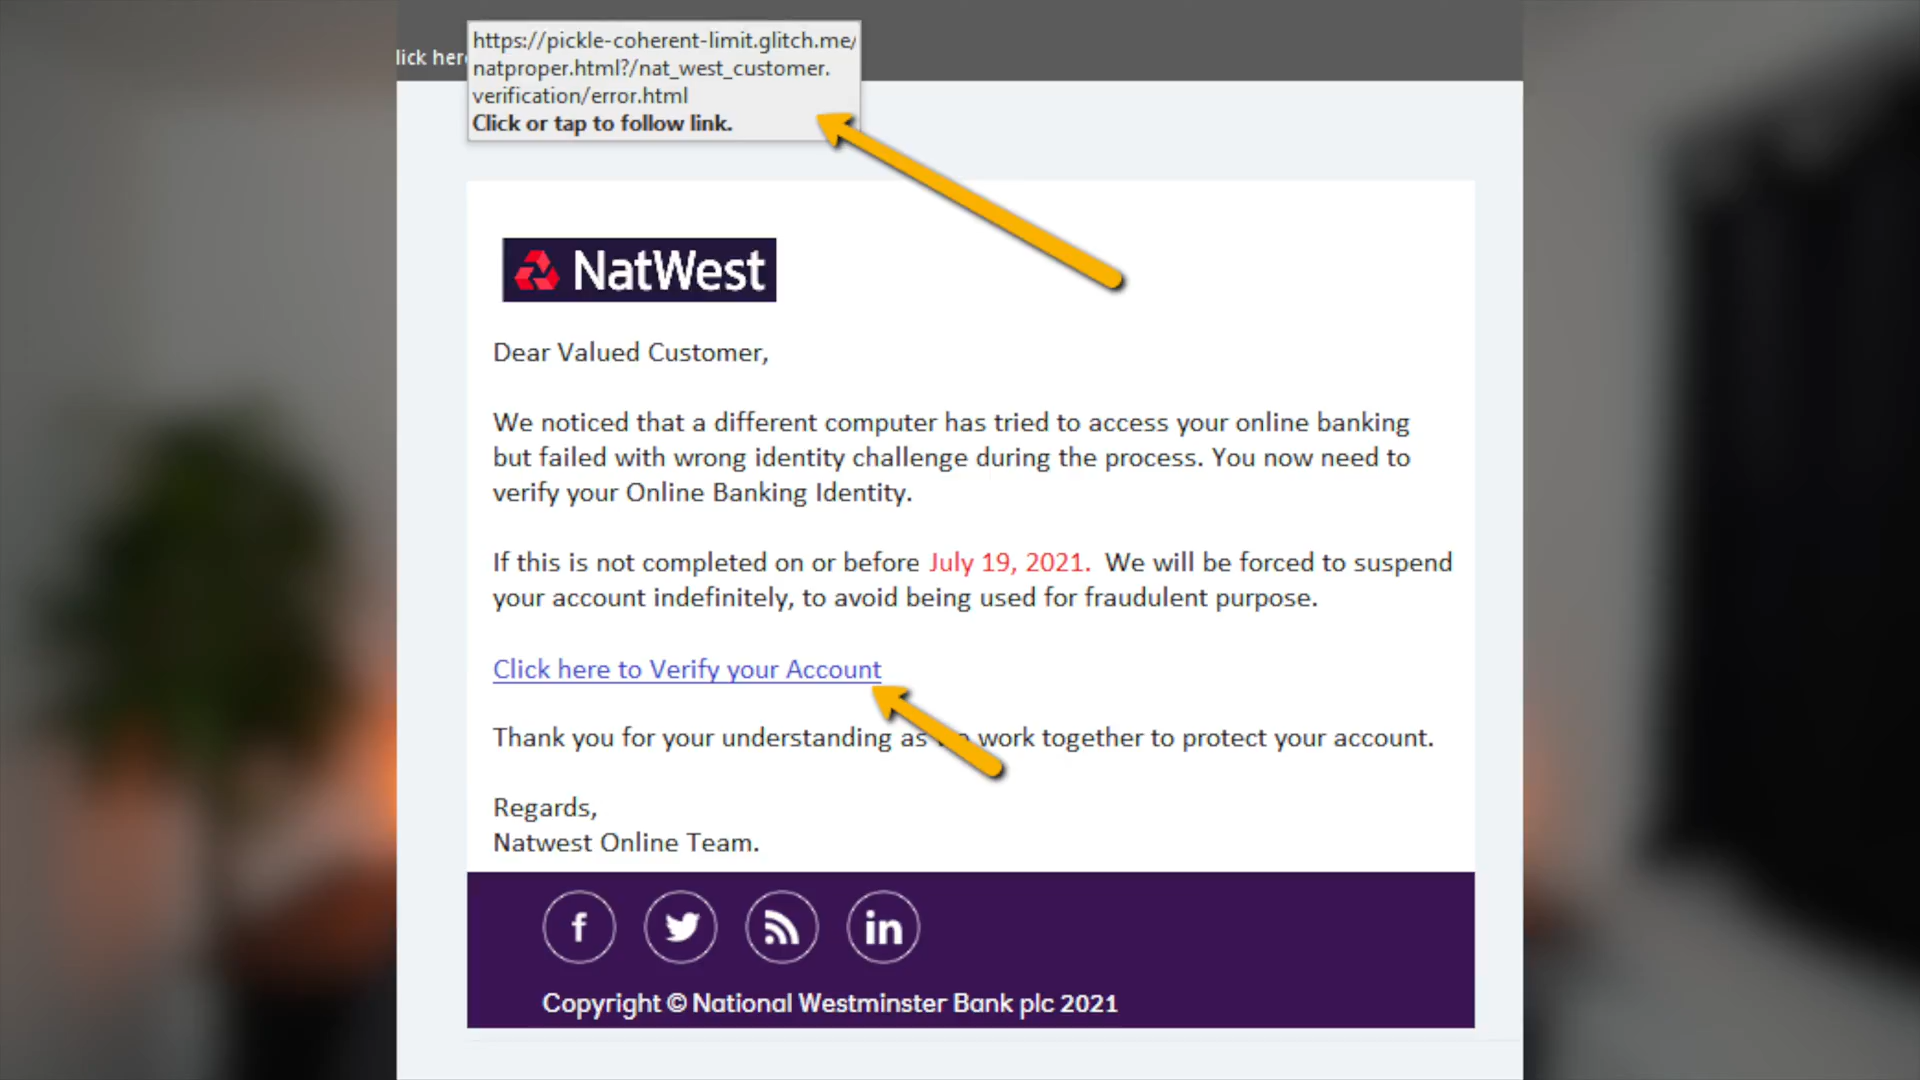 https://pickle-coherent-limit.glitch.me/
lick her
natproper.html?/nat_west_customer.
verification/error.html
Click or tap to follow link.
NatWest
Dear Valued Customer,
We noticed that a different computer has tried to access your online banking
but failed with wrong identity challenge during the process. You now need to
verify your Online Banking Identity.
If this is not completed on or before July 19, 2021. We will be forced to suspend
your account indefinitely, to avoid being used for fraudulent purpose.
Click here to Verify your Account
Thank you for your understanding as work together to protect your account.
Regards,
Natwest Online Team.
f
in
Copyright © National Westminster Bank plc 2021